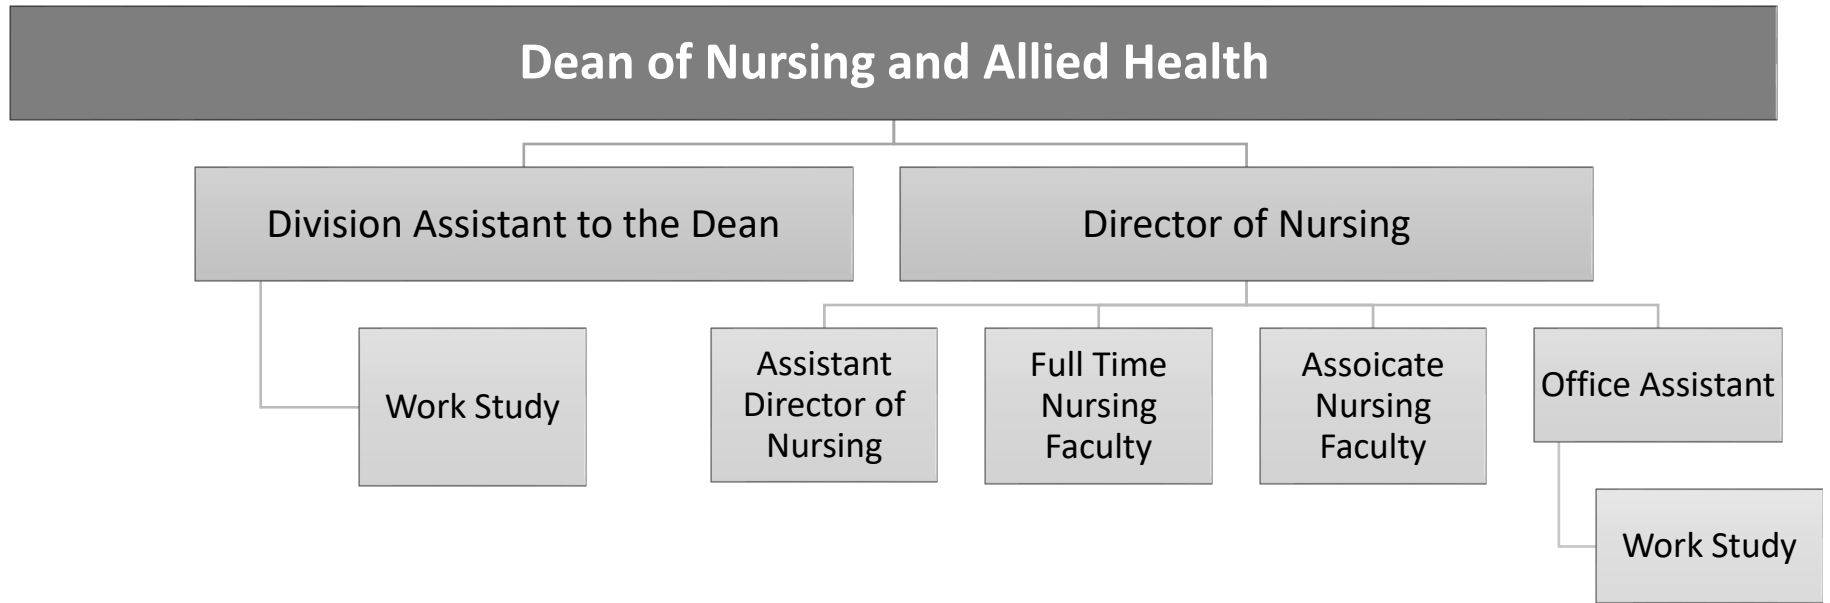 Dean of Nursing and Allied Health
Division Assistant to the Dean
Director of Nursing
Work Study
Assistant
Director of
Nursing
Full Time
Nursing
Faculty
Assoicate
Nursing
Faculty
Office Assistant
Work Study